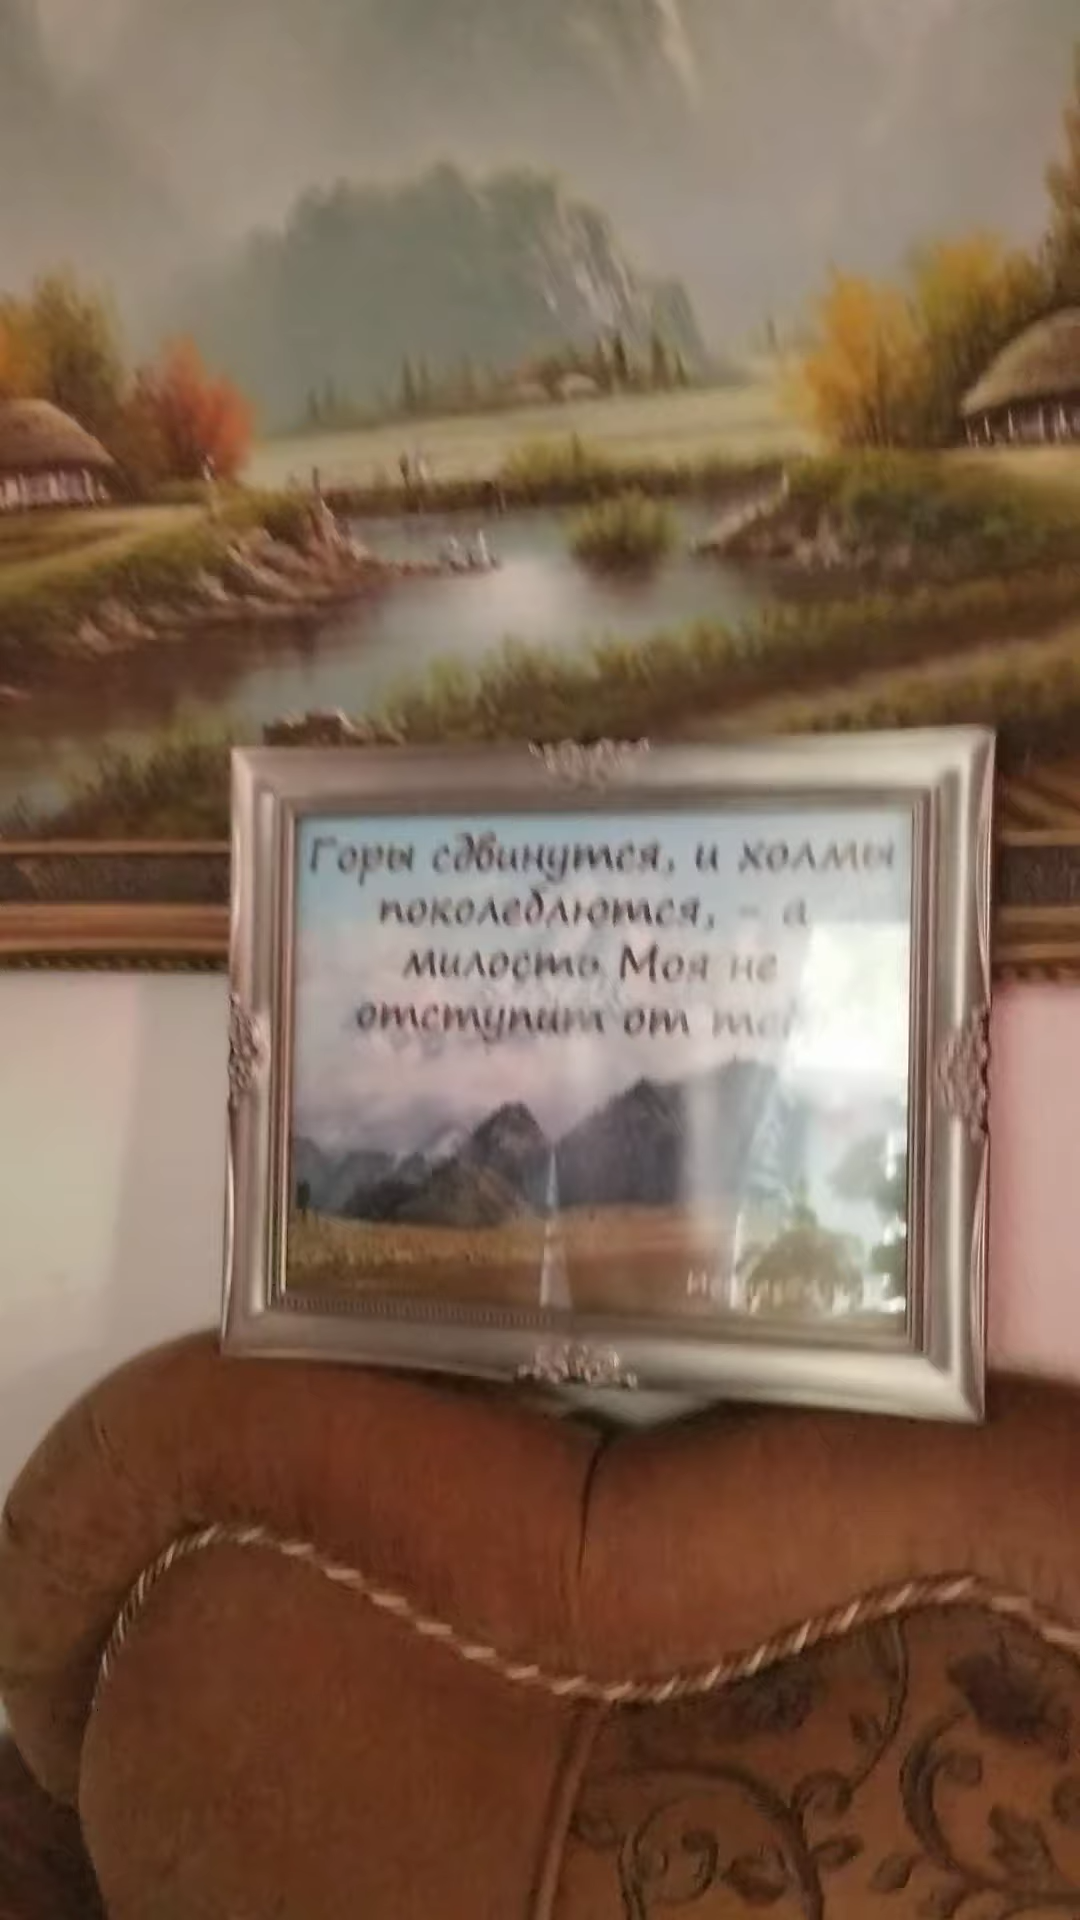 Горы сдвинутся, и холмы
поколеблются, - а
милость Моя не
отступит от